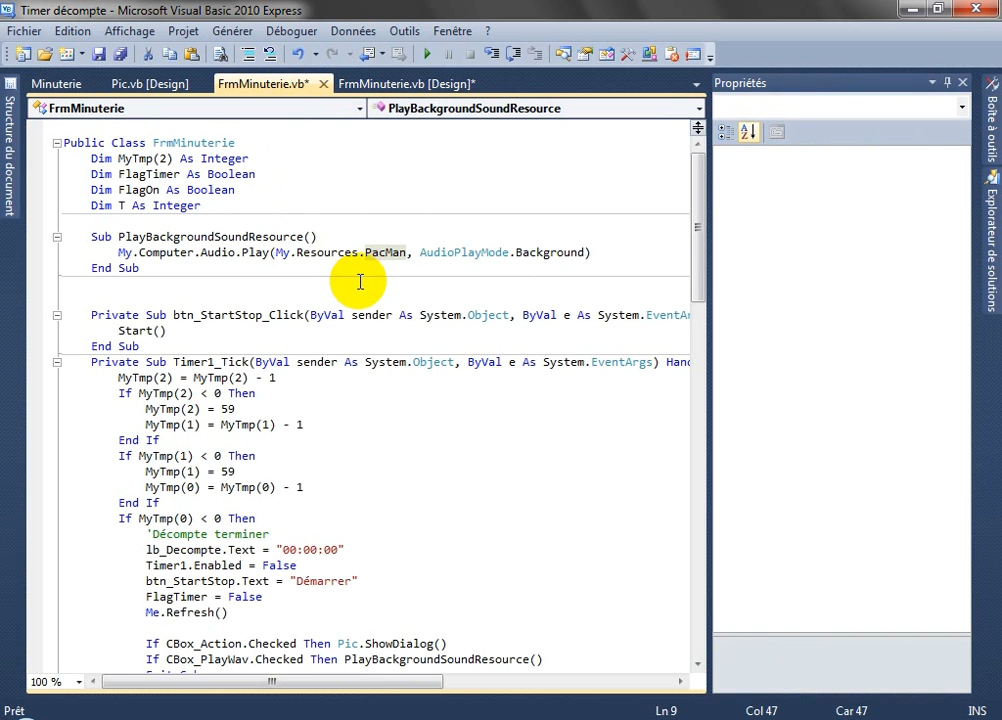 Timer décompte - Microsoft Visual Basic 2010 Express
Fichier Edition Affichage Projet Générer Déboguer Données Outils Fenêtre ?
Minuterie Pic.vb [Design] FrmMinuterie.vb* FrmMinuterie.vb [Design]*
FrmMinuterie PlayBackgroundSoundResource
Structure du document
Public Class FrmMinuterie
Dim MyTmp(2) As Integer
Dim FlagTimer As Boolean
Dim FlagOn As Boolean
Dim T As Integer
Sub PlayBackgroundSoundResource()
My.Computer.Audio.Play(My.Resources.PacMan, AudioPlayMode.Background)
End Sub
Private Sub btn_StartStop_Click(ByVal sender As System.Object, ByVal e As System.EventAr
Start()
End Sub
Private Sub Timer1_Tick(ByVal sender As System.Object, ByVal e As System.EventArgs) Hand
MyTmp(2) = MyTmp(2) - 1
If MyTmp(2) < 0 Then
MyTmp(2) = 59
MyTmp(1) = MyTmp(1) - 1
End If
If MyTmp(1) < 0 Then
MyTmp(1) = 59
MyTmp(0) = MyTmp(0) - 1
End If
If MyTmp(0) < 0 Then
'Décompte terminer
lb_Decompte.Text = "00:00:00"
Timer1.Enabled = False
btn_StartStop.Text = "Démarrer"
FlagTimer = False
Me.Refresh()
If CBox_Action.Checked Then Pic.ShowDialog()
If CBox_PlayWav.Checked Then PlayBackgroundSoundResource()
100 %
Propriétés
Boîte à outils
Explorateur de solutions
Prêt Ln 9 Col 47 Car 47 INS